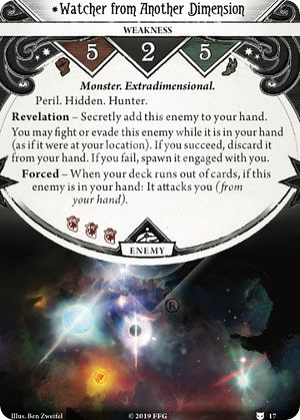 Watcher from Another Dimension
WEAKNESS
5 2 5
Monster. Extradimensional.
Peril. Hidden. Hunter.
Revelation – Secretly add this enemy to your hand.
You may fight or evade this enemy while it is in your hand
(as if it were at your location). If you succeed, discard it
from your hand. If you fail, spawn it engaged with you.
Forced – When your deck runs out of cards, if this
enemy is in your hand: It attacks you (from
your hand).
ENEMY
®
Illus. Ben Zweifel © 2019 FFG 17